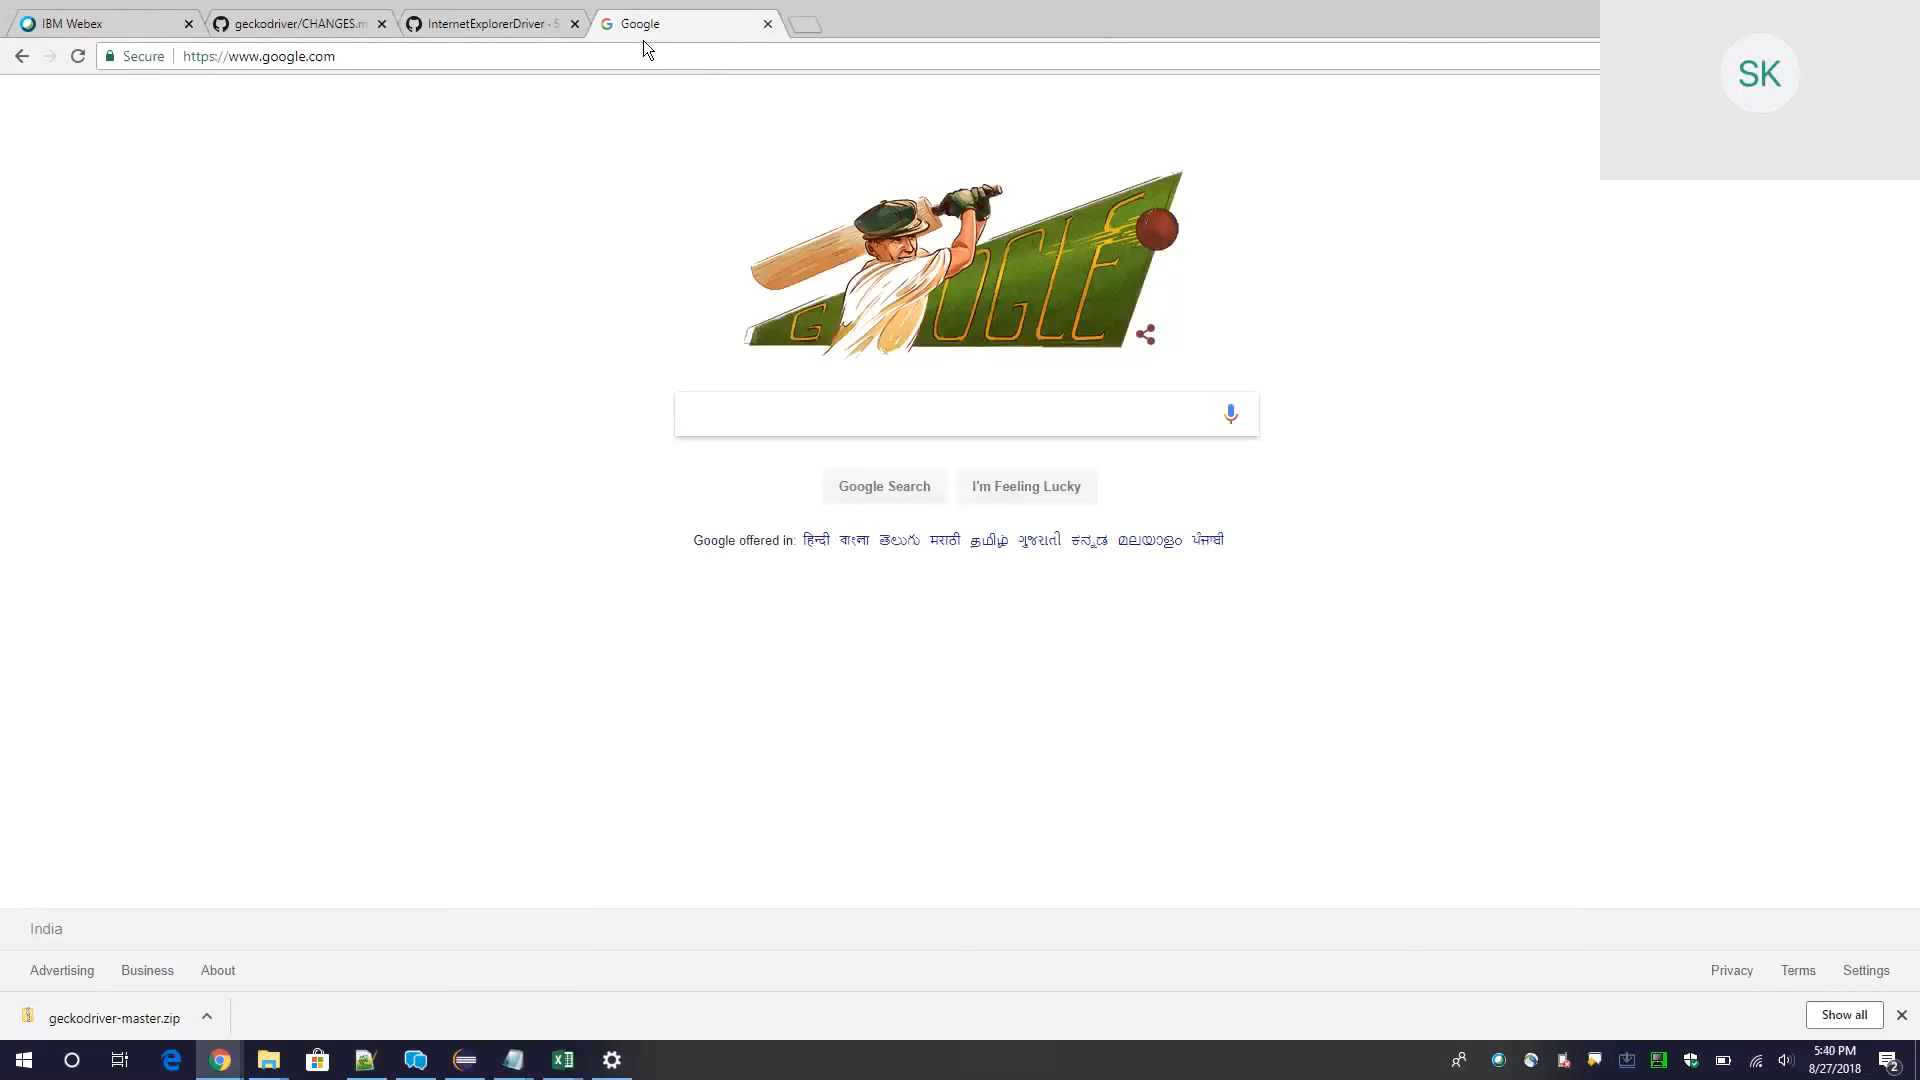 IBM Webex
geckodriver/CHANGES.m
InternetExplorerDriver · S
Google
Secure
https://www.google.com
SK
GOOGLE
Google Search
I'm Feeling Lucky
Google offered in: हिन्दी বাংলা తెలుగు मराठी தமிழ் ગુજરાતી ಕನ್ನಡ മലയാളം ਪੰਜਾਬੀ
India
Advertising Business About
Privacy Terms Settings
geckodriver-master.zip
Show all
5:40 PM
8/27/2018
2